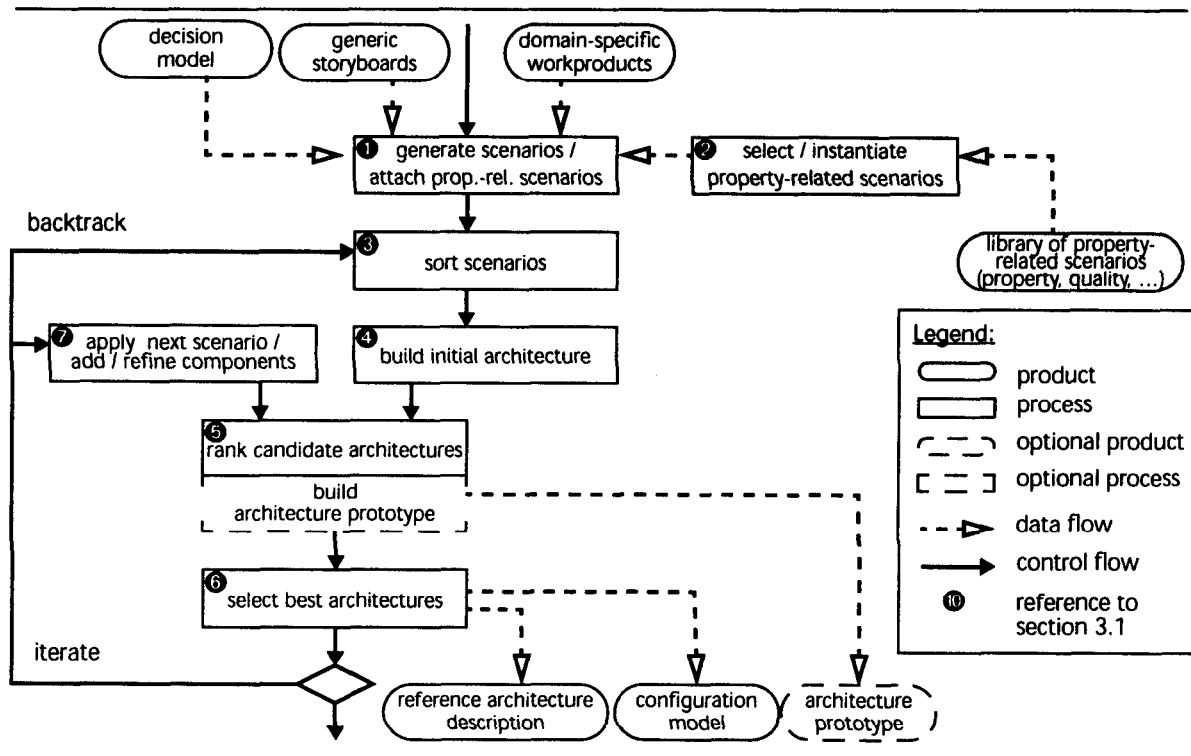 decision
model
generic
storyboards
domain-specific
workproducts
1 generate scenarios /
attach prop.-rel. scenarios
2 select / instantiate
property-related scenarios
backtrack
3
sort scenarios
library of property-
related scenarios
(property, quality, ...)
7 apply next scenario /
add / refine components
4
build initial architecture
5
rank candidate architectures
build
architecture prototype
6
select best architectures
iterate
reference architecture
description
configuration
model
architecture
prototype
Legend:
product
process
optional product
optional process
data flow
control flow
10 reference to
section 3.1